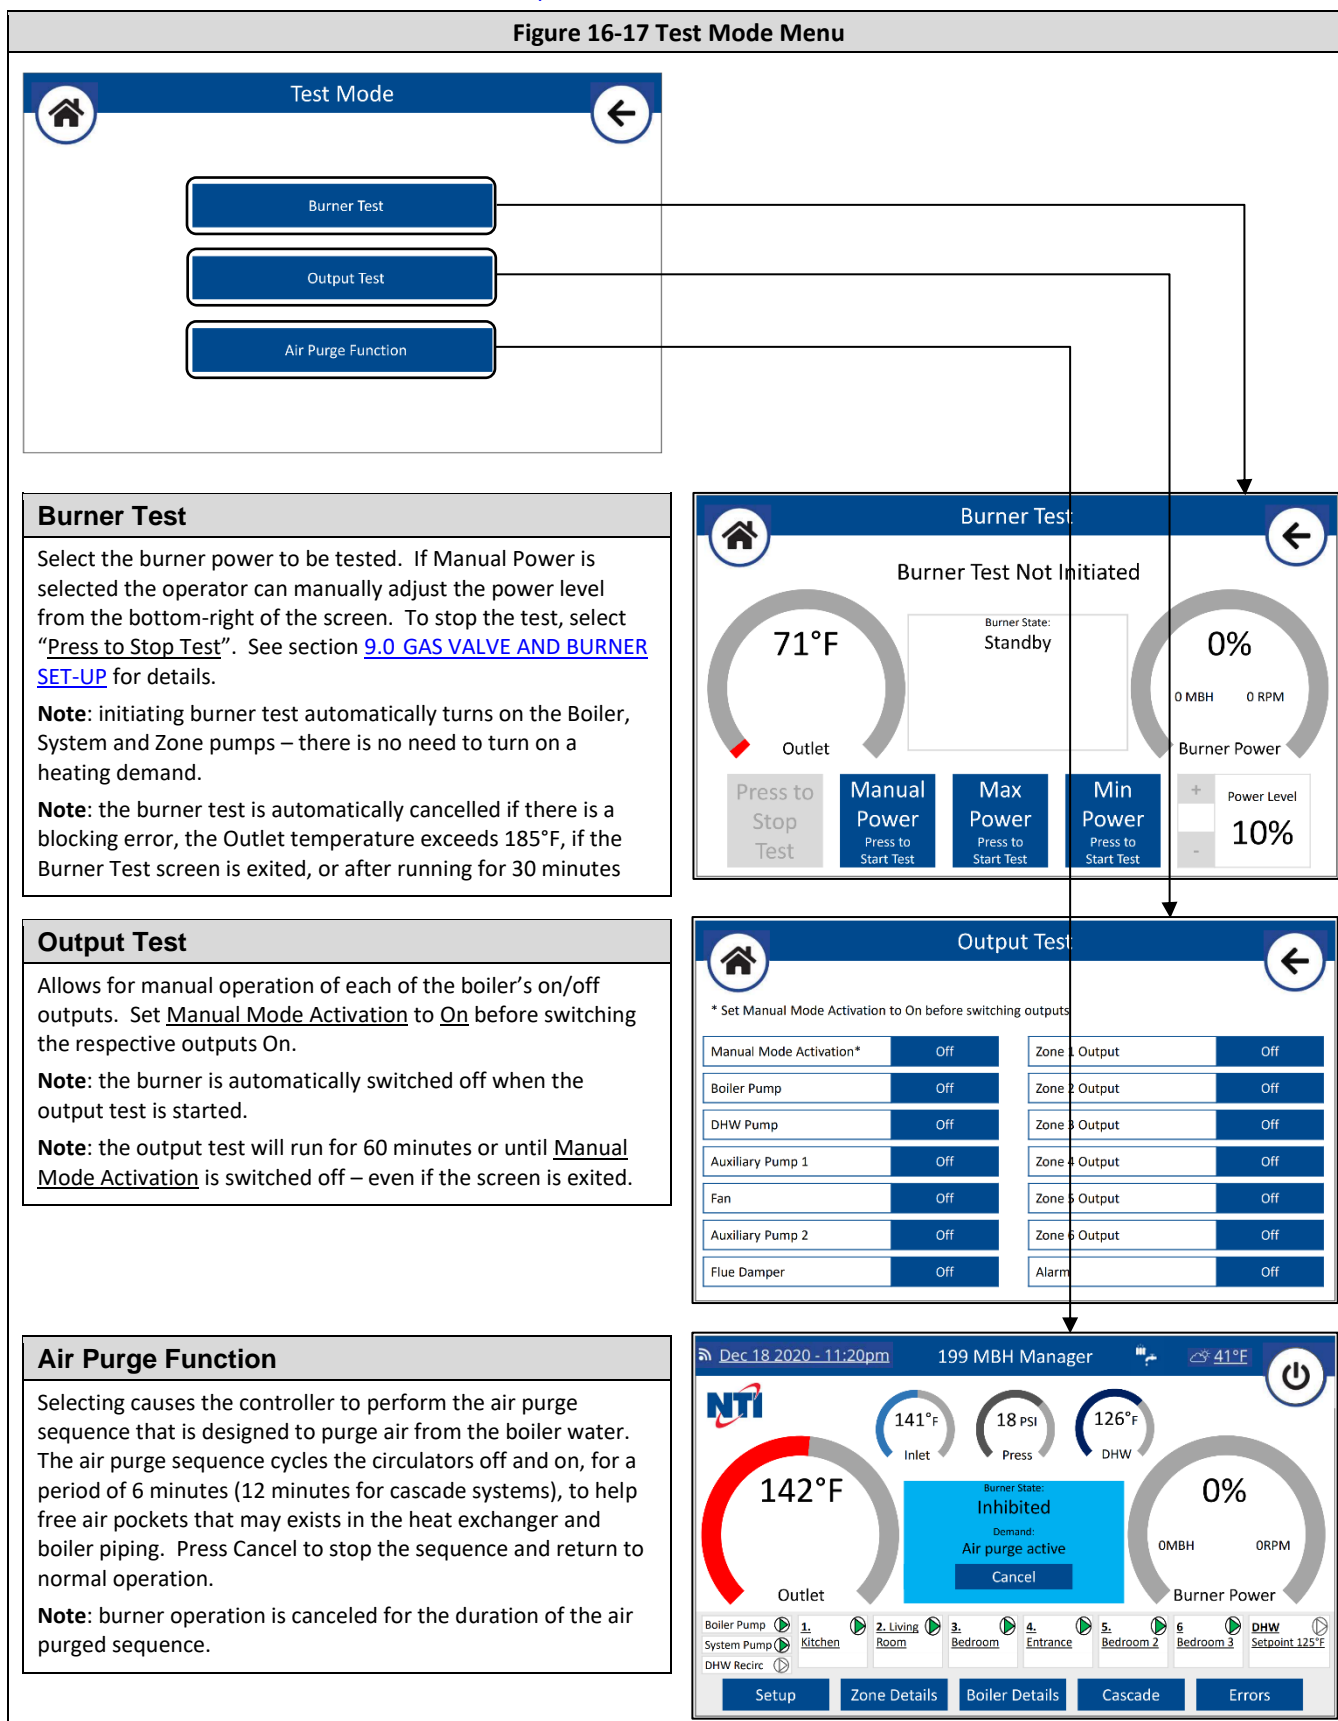 Figure 16-17 Test Mode Menu
Test Mode
Burner Test
Output Test
Air Purge Function
Burner Test
Select the burner power to be tested. If Manual Power is
selected the operator can manually adjust the power level
from the bottom-right of the screen. To stop the test, select
“Press to Stop Test”. See section 9.0 GAS VALVE AND BURNER
SET-UP for details.
Note: initiating burner test automatically turns on the Boiler,
System and Zone pumps – there is no need to turn on a
heating demand.
Note: the burner test is automatically cancelled if there is a
blocking error, the Outlet temperature exceeds 185°F, if the
Burner Test screen is exited, or after running for 30 minutes
Burner Test
Burner Test Not Initiated
71°F
Outlet
Burner State:
Standby
0%
0 MBH 0 RPM
Burner Power
Press to
Stop
Test
Manual
Power
Press to
Start Test
Max
Power
Press to
Start Test
Min
Power
Press to
Start Test
+
-
Power Level
10%
Output Test
Allows for manual operation of each of the boiler’s on/off
outputs. Set Manual Mode Activation to On before switching
the respective outputs On.
Note: the burner is automatically switched off when the
output test is started.
Note: the output test will run for 60 minutes or until Manual
Mode Activation is switched off – even if the screen is exited.
Output Test
* Set Manual Mode Activation to On before switching outputs
Manual Mode Activation* Off Zone 1 Output Off
Boiler Pump Off Zone 2 Output Off
DHW Pump Off Zone 3 Output Off
Auxiliary Pump 1 Off Zone 4 Output Off
Fan Off Zone 5 Output Off
Auxiliary Pump 2 Off Zone 6 Output Off
Flue Damper Off Alarm Off
Air Purge Function
Selecting causes the controller to perform the air purge
sequence that is designed to purge air from the boiler water.
The air purge sequence cycles the circulators off and on, for a
period of 6 minutes (12 minutes for cascade systems), to help
free air pockets that may exists in the heat exchanger and
boiler piping. Press Cancel to stop the sequence and return to
normal operation.
Note: burner operation is canceled for the duration of the air
purged sequence.
Dec 18 2020 - 11:20pm 199 MBH Manager 41°F
NTI
141°F
Inlet
18 PSI
Press
126°F
DHW
142°F
Outlet
Burner State:
Inhibited
Demand:
Air purge active
Cancel
0%
0MBH 0RPM
Burner Power
Boiler Pump
System Pump
DHW Recirc
1.
Kitchen
2. Living
Room
3.
Bedroom
4.
Entrance
5.
Bedroom 2
6
Bedroom 3
DHW
Setpoint 125°F
Setup Zone Details Boiler Details Cascade Errors